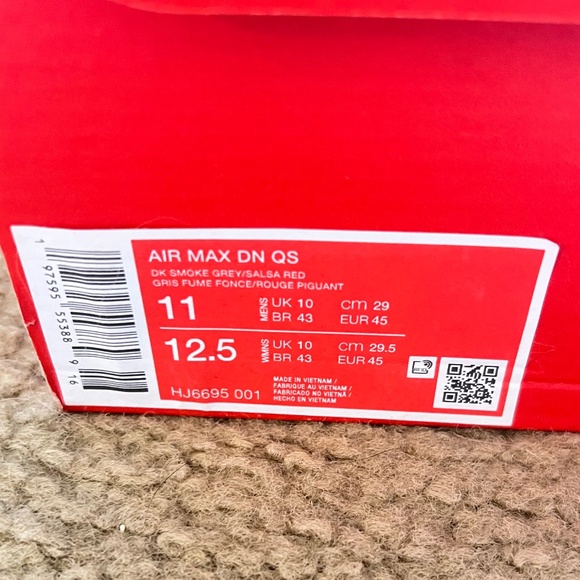 AIR MAX DN QS
DK SMOKE GREY/SALSA RED
GRIS FUME FONCE/ROUGE PIGUANT
11 MENS UK 10 cm 29
BR 43 EUR 45
12.5 WMNS UK 10 cm 29.5
BR 43 EUR 45
HJ6695 001
MADE IN VIETNAM /
FABRIQUE AU VIETNAM /
FABRICADO NO VIETNÃ /
HECHO EN VIETNAM
1 97595 55388 9 16